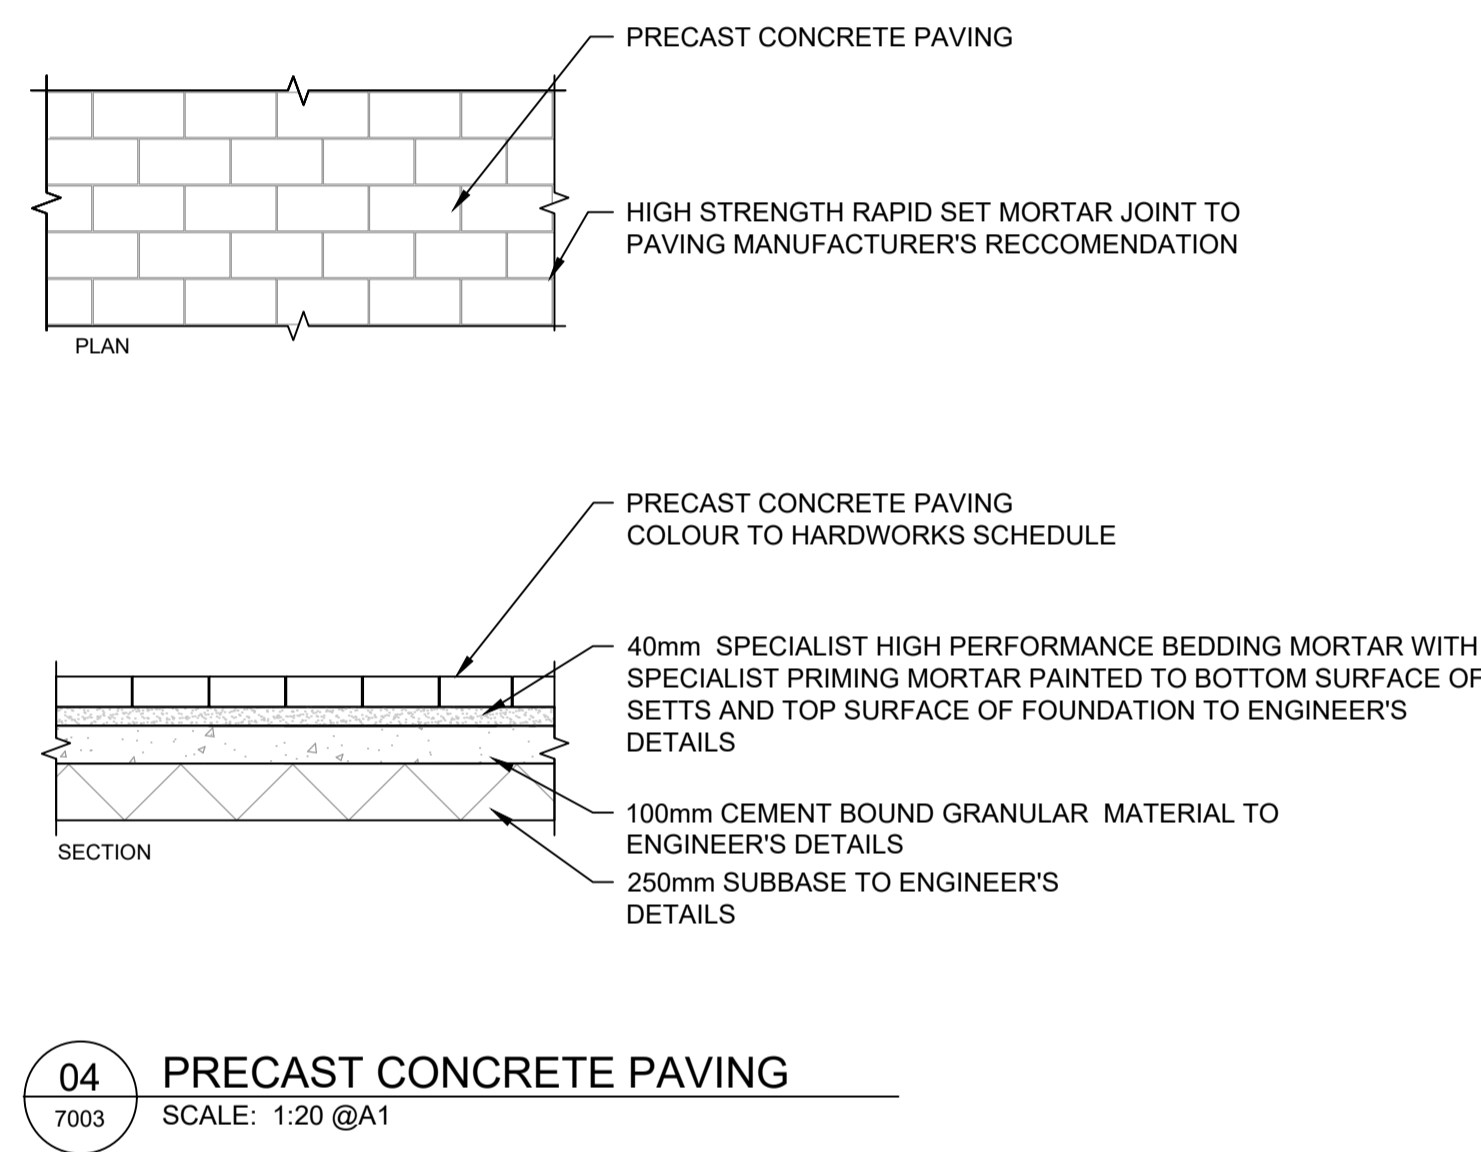 PRECAST CONCRETE PAVING
HIGH STRENGTH RAPID SET MORTAR JOINT TO
PAVING MANUFACTURER'S RECCOMENDATION
PLAN
PRECAST CONCRETE PAVING
COLOUR TO HARDWORKS SCHEDULE
40mm SPECIALIST HIGH PERFORMANCE BEDDING MORTAR WITH
SPECIALIST PRIMING MORTAR PAINTED TO BOTTOM SURFACE OF
SETTS AND TOP SURFACE OF FOUNDATION TO ENGINEER'S
DETAILS
100mm CEMENT BOUND GRANULAR MATERIAL TO
ENGINEER'S DETAILS
250mm SUBBASE TO ENGINEER'S
DETAILS
SECTION
04
7003
PRECAST CONCRETE PAVING
SCALE: 1:20 @A1